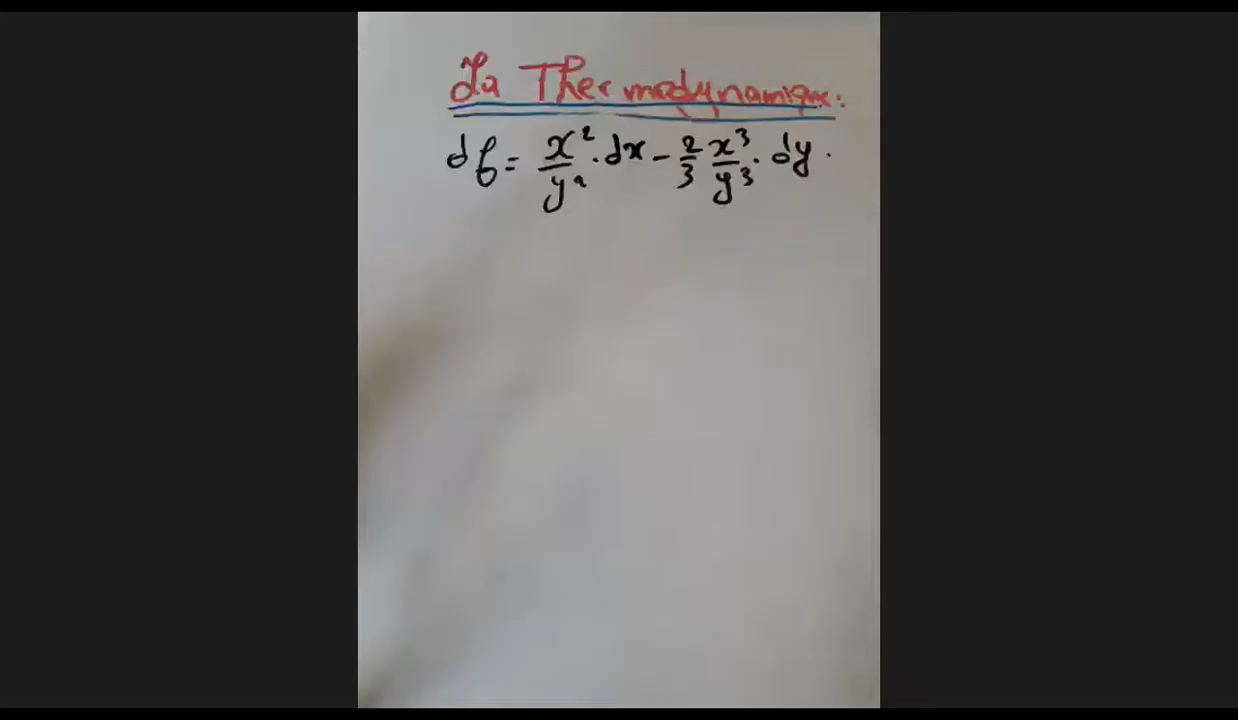 La Thermodynamique:
df = x²/y² . dx - 2/3 x³/y³ . dy .